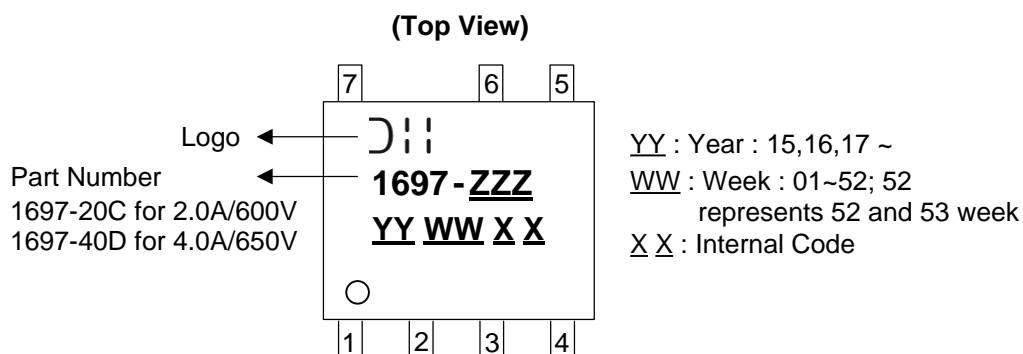 (Top View)
7 6 5
Logo
Part Number
1697-20C for 2.0A/600V
1697-40D for 4.0A/650V
1697-ZZZ
YY WW X X
YY : Year : 15,16,17 ~
WW : Week : 01~52; 52
represents 52 and 53 week
X X : Internal Code
1 2 3 4